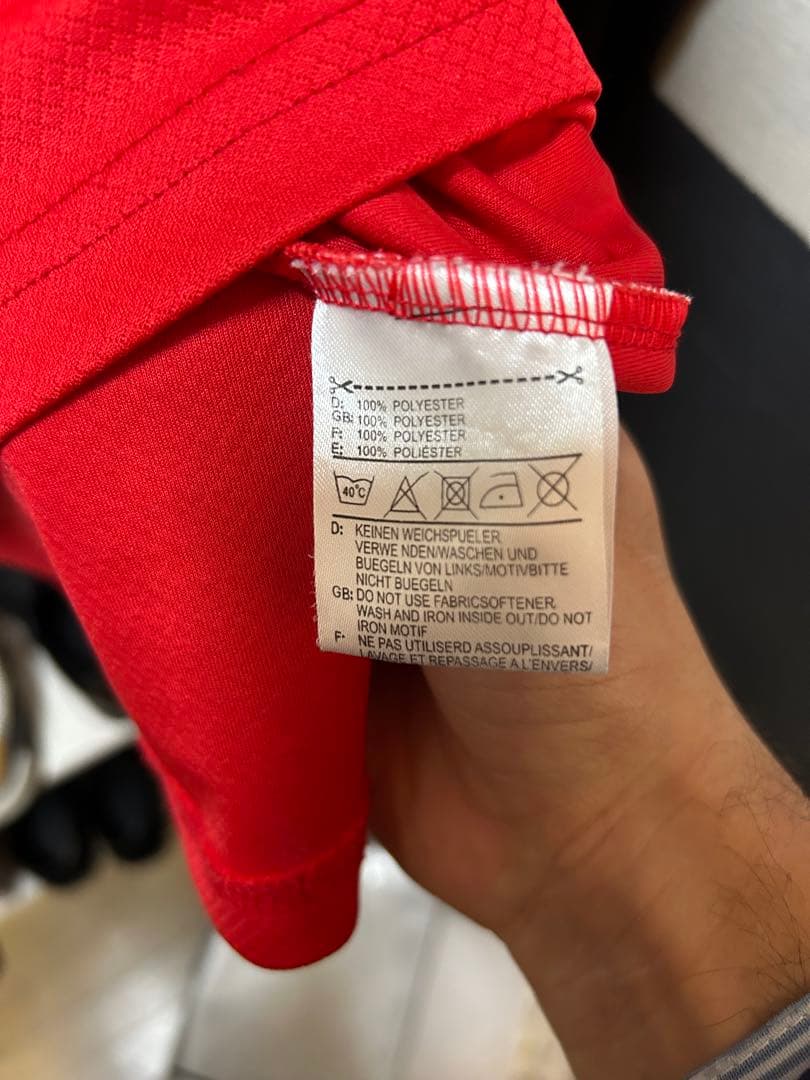 D: 100% POLYESTER
GB: 100% POLYESTER
F: 100% POLYESTER
E: 100% POLIÉSTER
40°C
D: KEINEN WEICHSPUELER
VERWE NDEN/WASCHEN UND
BUEGELN VON LINKS/MOTIVBITTE
NICHT BUEGELN
GB: DO NOT USE FABRICSOFTENER,
WASH AND IRON INSIDE OUT/DO NOT
IRON MOTIF
F: NE PAS UTILISERD ASSOUPLISSANT/
LAVAGE ET REPASSAGE A L'ENVERS/